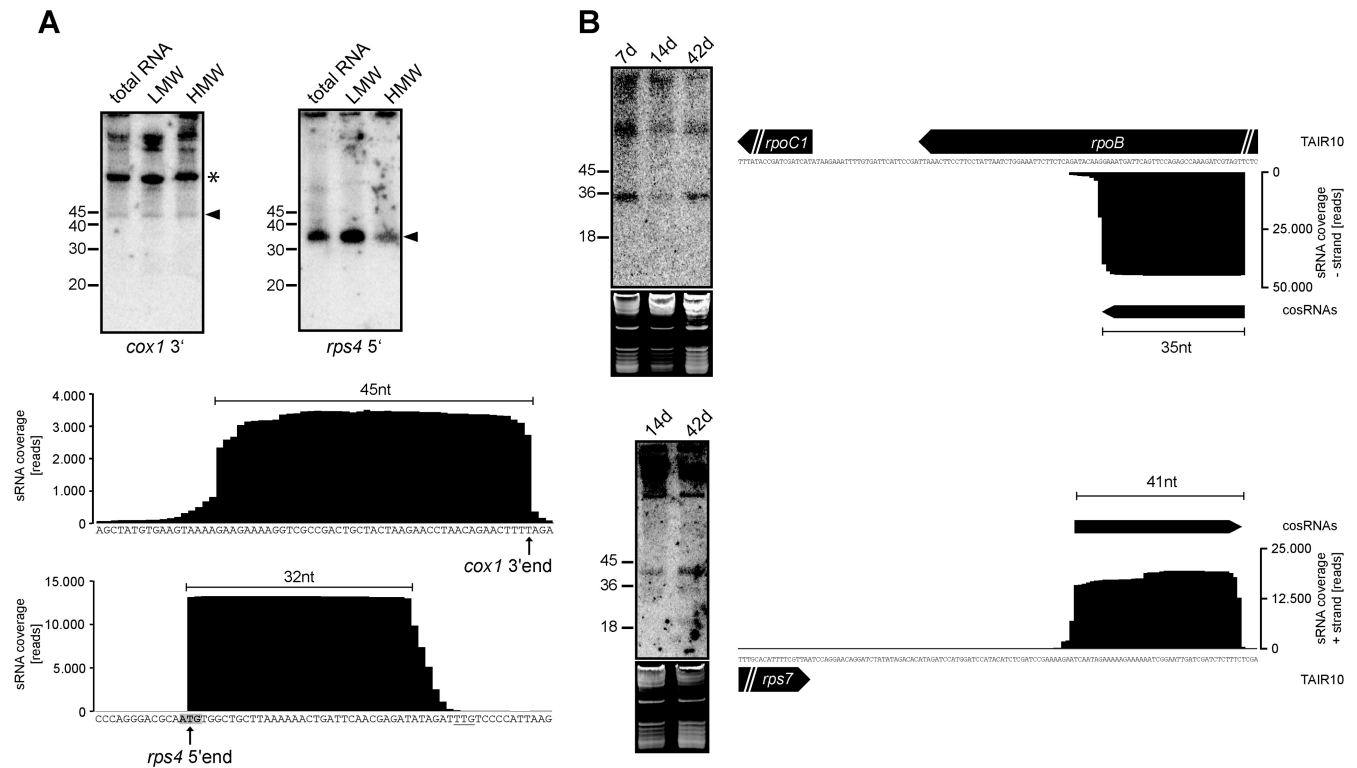 A
B
total RNA
LMW
HMW
total RNA
LMW
HMW
*
45
40
30
20
45
40
30
20
cox1 3‘
rps4 5‘
4.000
3.000
2.000
1.000
0
sRNA coverage
[reads]
45nt
AGCTATGTGAAGTAAAAGAAGAAAAGGTCGCCGACTGCTACTAAGAACCTAACAGAACTTTTAGA
cox1 3'end
15.000
10.000
5.000
0
sRNA coverage
[reads]
32nt
CCCAGGGACGCAATGTGGCTGCTTAAAAAACTGATTCAACGAGATATAGATTTGTCCCCATTAAG
rps4 5'end
7d
14d
42d
45
36
18
rpoC1
rpoB
TAIR10
0
25.000
50.000
sRNA coverage
- strand [reads]
cosRNAs
35nt
14d
42d
45
36
18
41nt
cosRNAs
25.000
12.500
0
sRNA coverage
+ strand [reads]
rps7
TAIR10